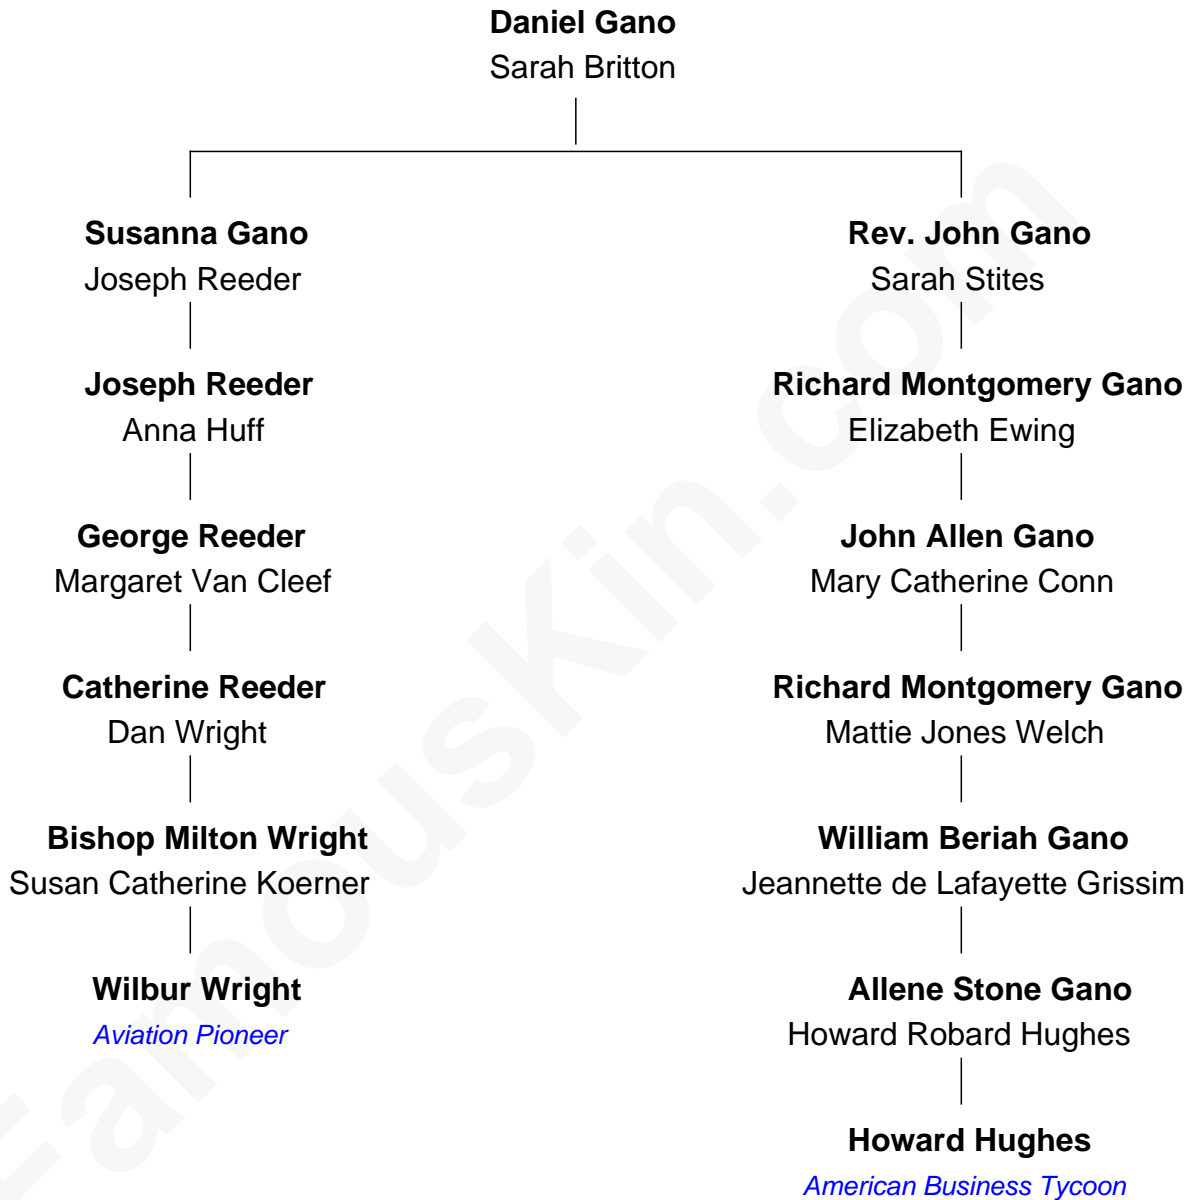 Daniel Gano
Sarah Britton
Susanna Gano
Joseph Reeder
Rev. John Gano
Sarah Stites
Joseph Reeder
Anna Huff
Richard Montgomery Gano
Elizabeth Ewing
George Reeder
Margaret Van Cleef
John Allen Gano
Mary Catherine Conn
Catherine Reeder
Dan Wright
Richard Montgomery Gano
Mattie Jones Welch
Bishop Milton Wright
Susan Catherine Koerner
William Beriah Gano
Jeannette de Lafayette Grissim
Wilbur Wright
Aviation Pioneer
Allene Stone Gano
Howard Robard Hughes
Howard Hughes
American Business Tycoon
FamousKin.com